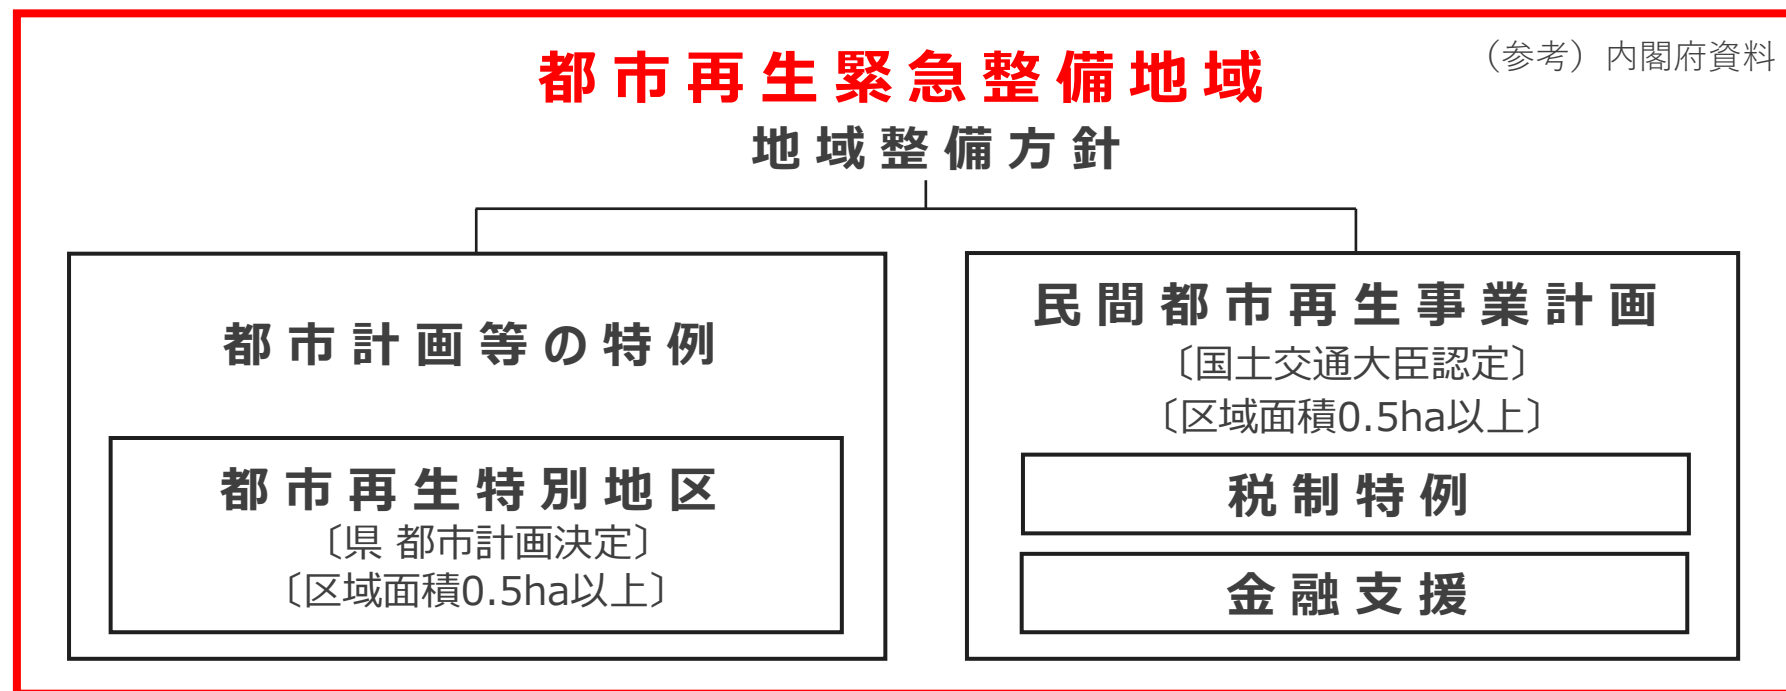 都市再生緊急整備地域
（参考）内閣府資料
地域整備方針
都市計画等の特例
都市再生特別地区
〔県 都市計画決定〕
〔区域面積0.5ha以上〕
民間都市再生事業計画
〔国土交通大臣認定〕
〔区域面積0.5ha以上〕
税制特例
金融支援